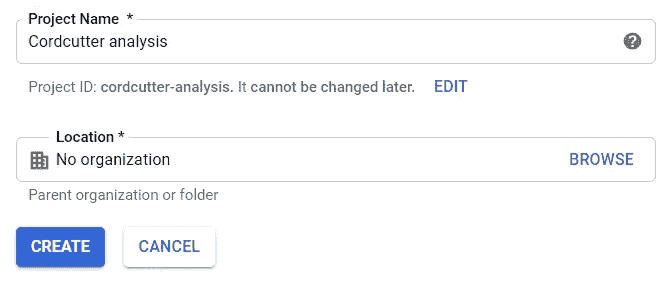 Project Name *
Cordcutter analysis
Project ID: cordcutter-analysis. It cannot be changed later. EDIT
Location *
No organization BROWSE
Parent organization or folder
CREATE CANCEL